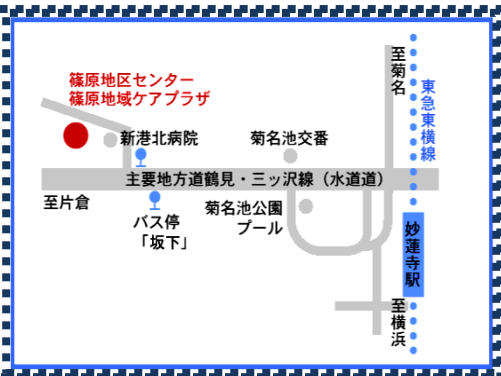 篠原地区センター
篠原地域ケアプラザ
新港北病院
菊名池交番
至菊名
東急東横線
主要地方道鶴見・三ッ沢線（水道道）
至片倉
バス停
「坂下」
菊名池公園
プール
妙蓮寺駅
至横浜